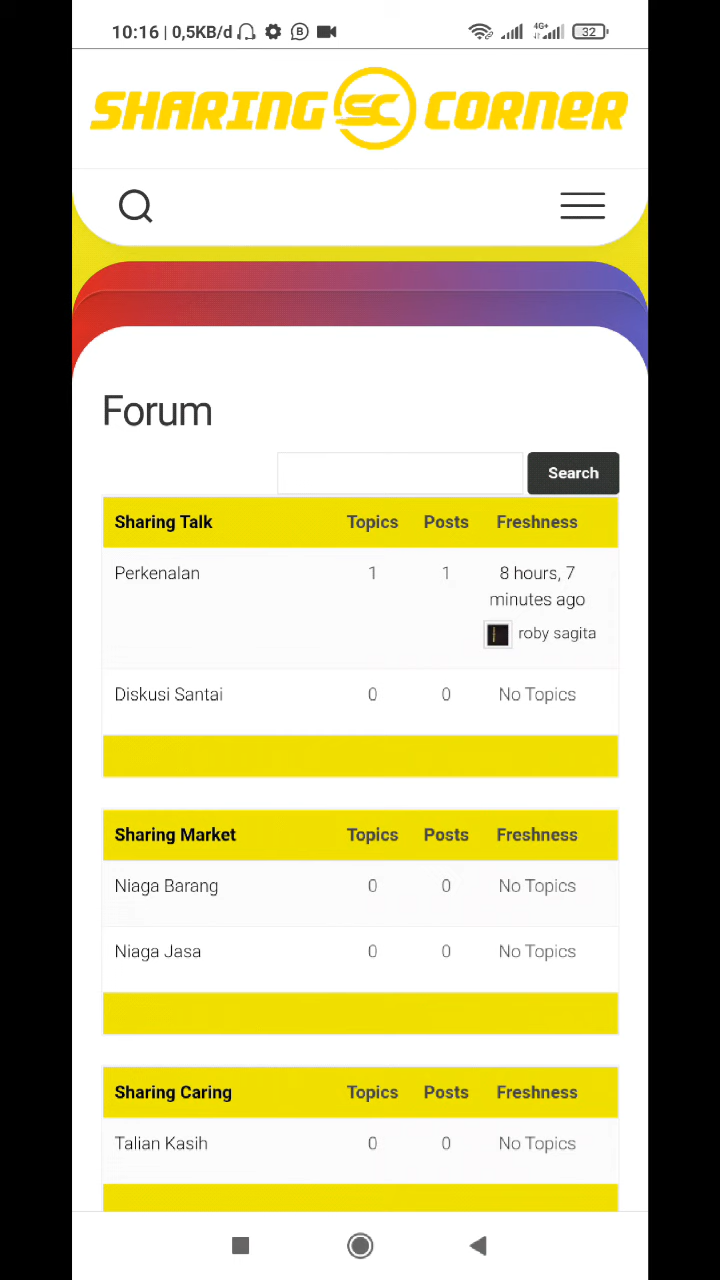 10:16 | 0,5KB/d B 4G+ 32
SHARING SC CORNER
Forum
Search
Sharing Talk Topics Posts Freshness
Perkenalan 1 1 8 hours, 7
minutes ago
roby sagita
Diskusi Santai 0 0 No Topics
Sharing Market Topics Posts Freshness
Niaga Barang 0 0 No Topics
Niaga Jasa 0 0 No Topics
Sharing Caring Topics Posts Freshness
Talian Kasih 0 0 No Topics